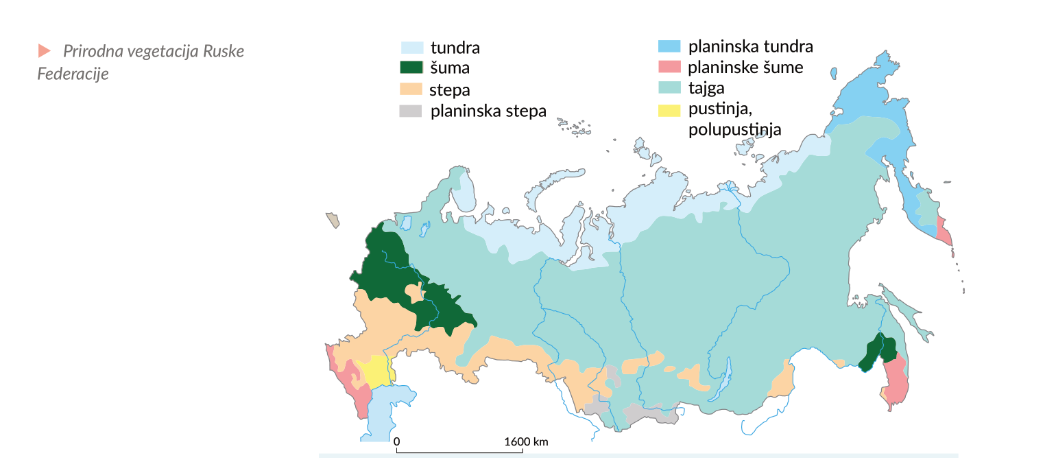 Prirodna vegetacija Ruske
Federacije
tundra
šuma
stepa
planinska stepa
planinska tundra
planinske šume
tajga
pustinja,
polupustinja
0 1600 km